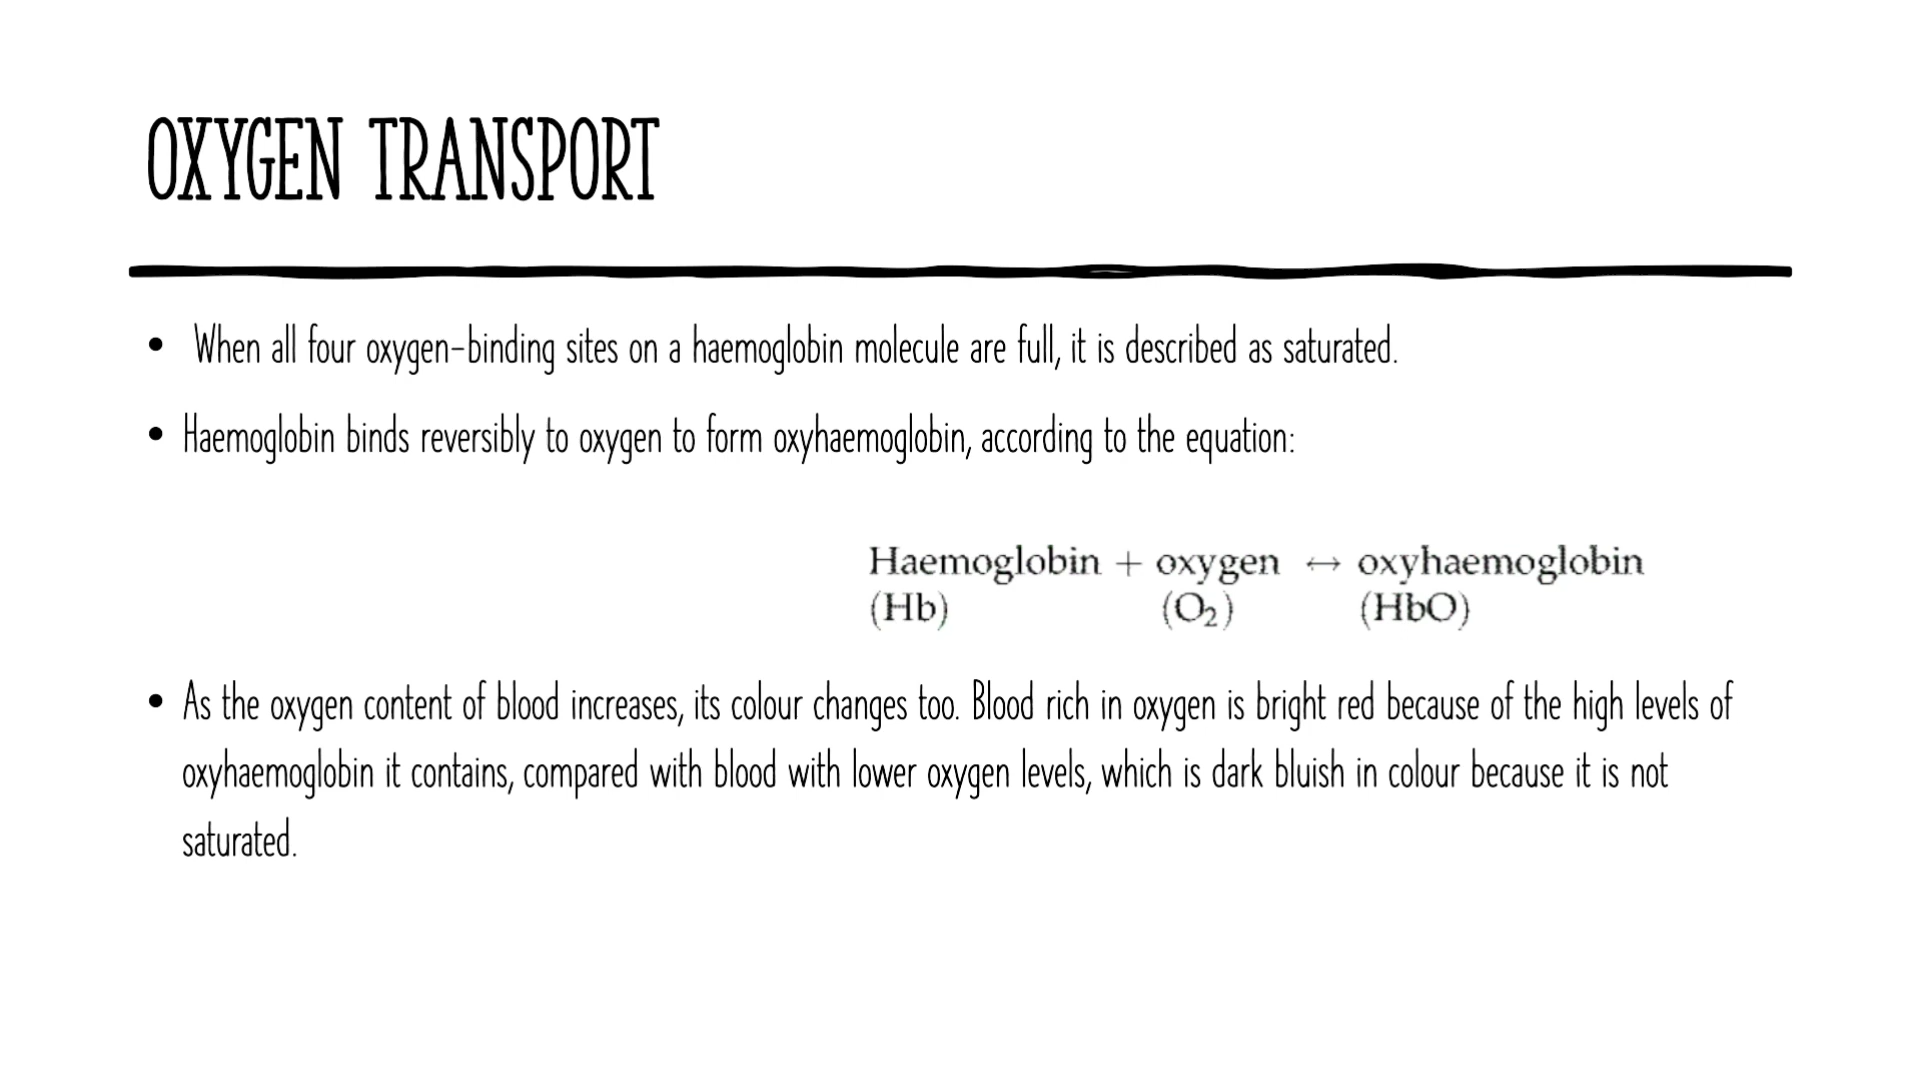 OXYGEN TRANSPORT
• When all four oxygen-binding sites on a haemoglobin molecule are full, it is described as saturated.
• Haemoglobin binds reversibly to oxygen to form oxyhaemoglobin, according to the equation:
Haemoglobin + oxygen ↔ oxyhaemoglobin
(Hb) (O₂) (HbO)
• As the oxygen content of blood increases, its colour changes too. Blood rich in oxygen is bright red because of the high levels of
oxyhaemoglobin it contains, compared with blood with lower oxygen levels, which is dark bluish in colour because it is not
saturated.